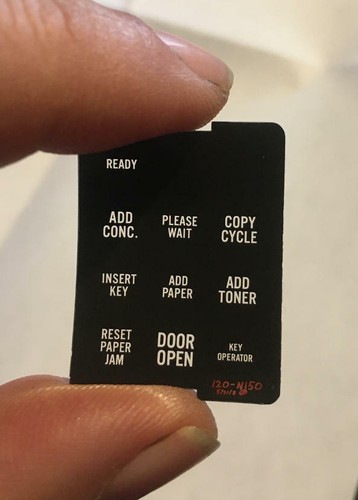 READY
ADD
CONC.
PLEASE
WAIT
COPY
CYCLE
INSERT
KEY
ADD
PAPER
ADD
TONER
RESET
PAPER
JAM
DOOR
OPEN
KEY
OPERATOR
120-N150